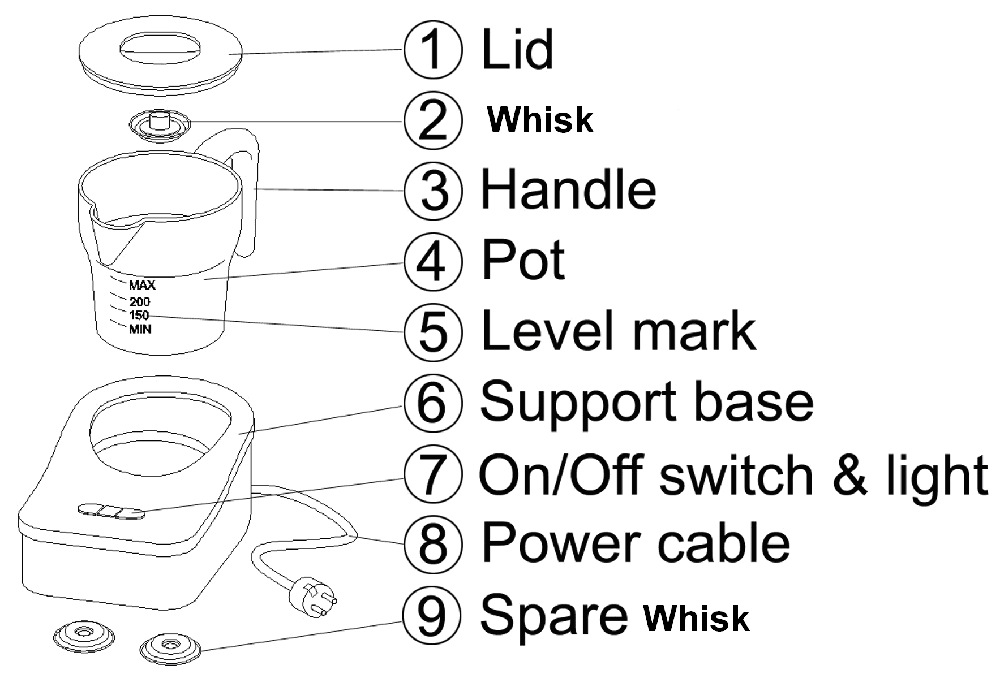 1 Lid
2 Whisk
3 Handle
4 Pot
MAX
200
150
MIN
5 Level mark
6 Support base
7 On/Off switch & light
8 Power cable
9 Spare Whisk